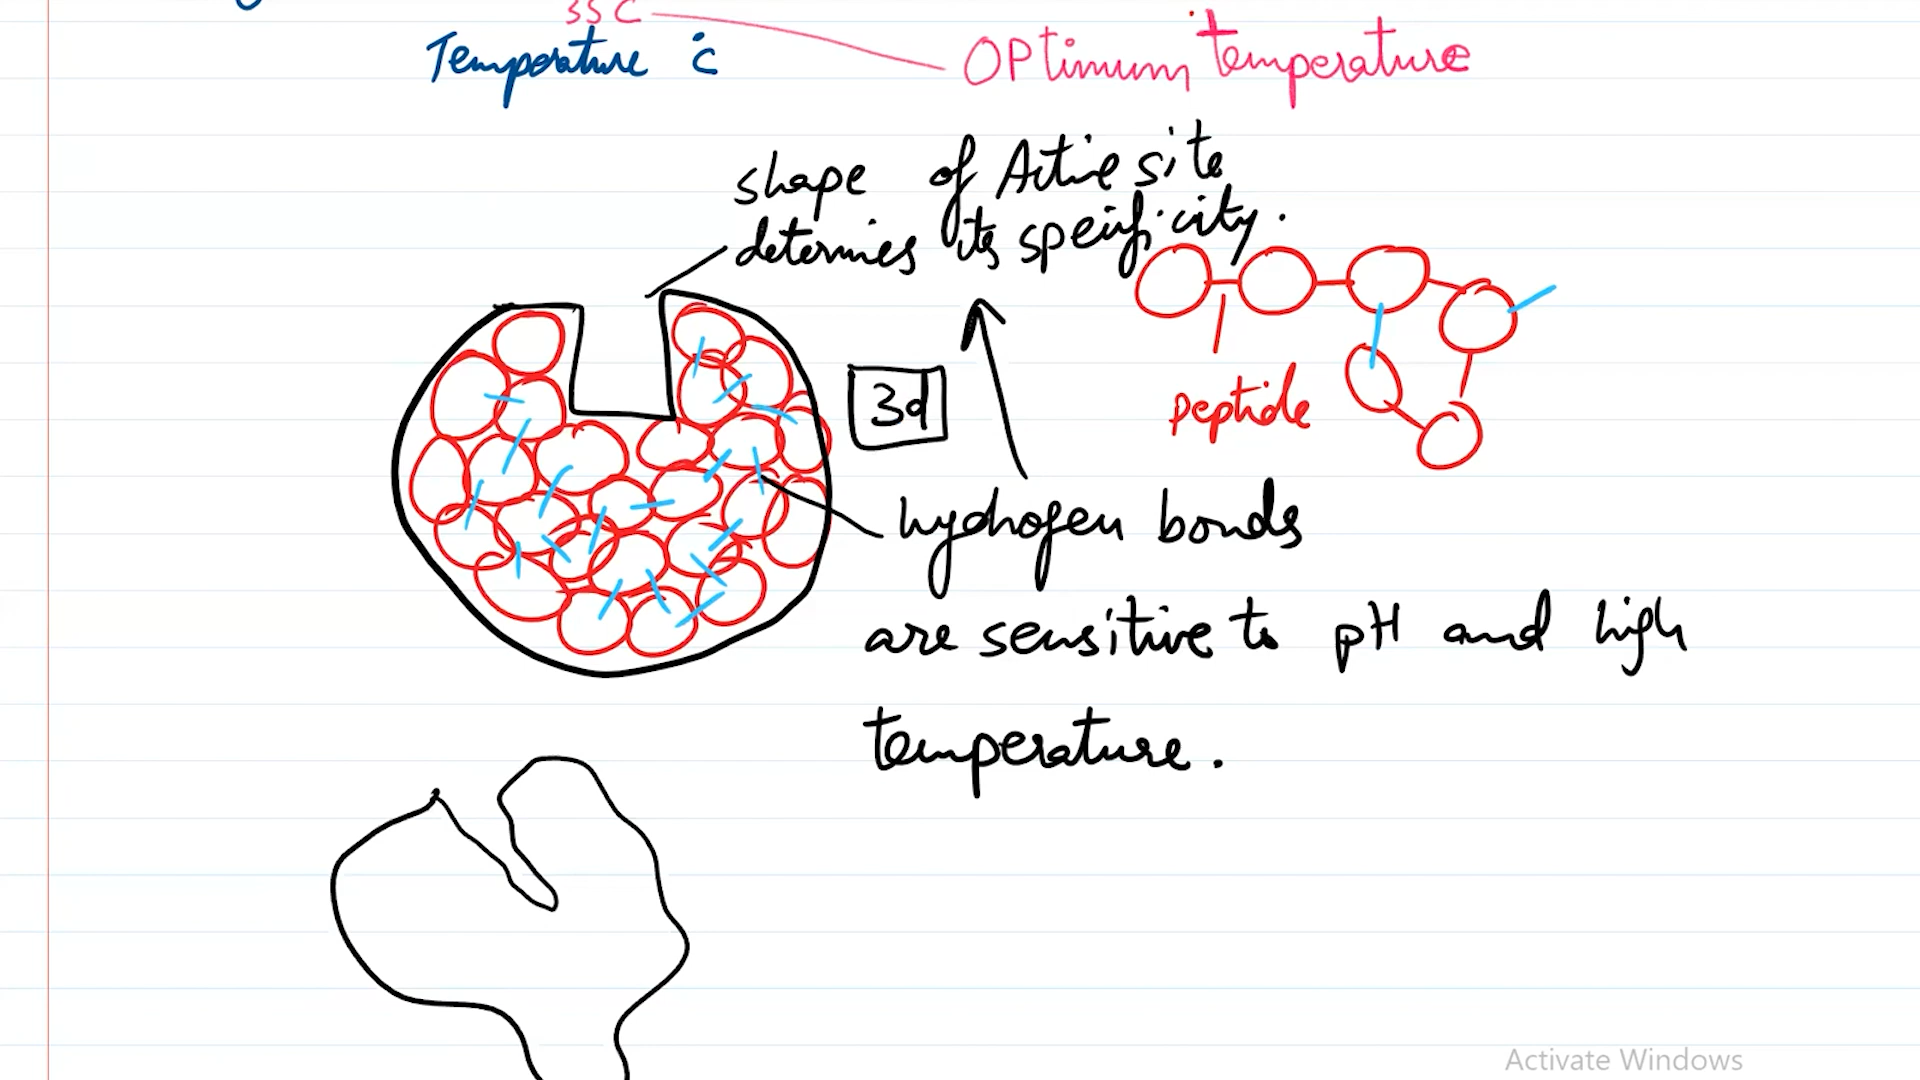 35 C
Temperature °c
OPtimum temperature
shape of Active site
determines its specificity.
3d
Peptide
hydrogen bonds
are sensitive to pH and high
temperature.
Activate Windows